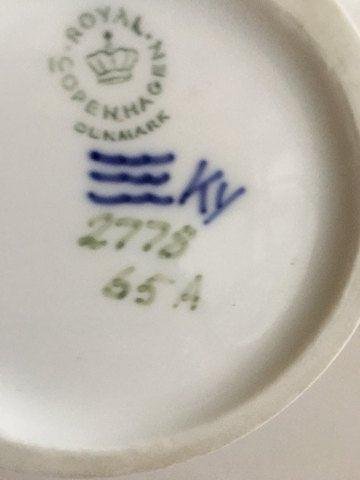 ROYAL COPENHAGEN
DENMARK
Ky
2778
65A